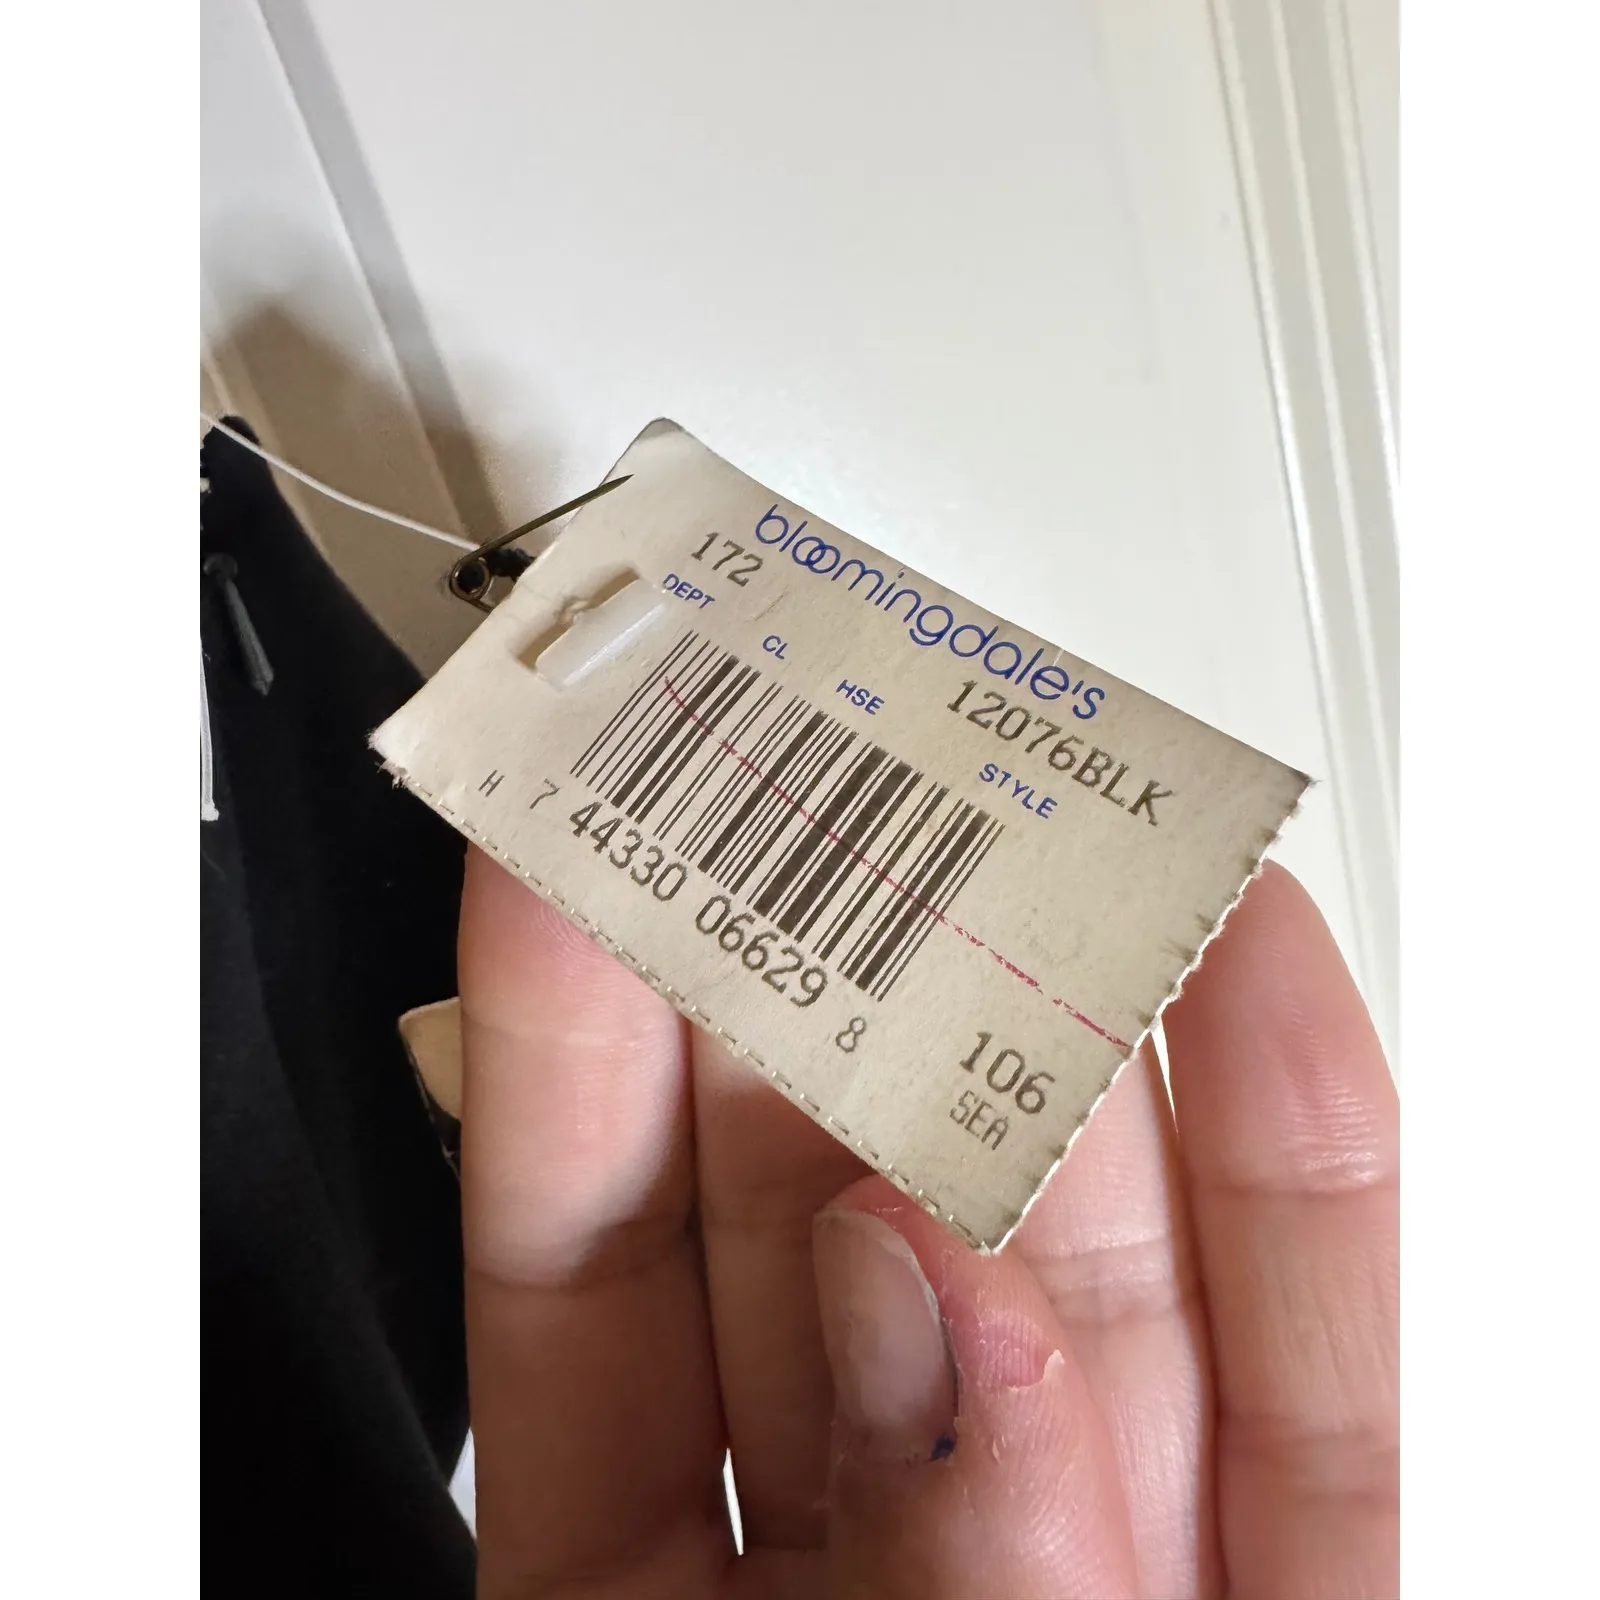 bloomingdale's
172 12076BLK
DEPT CL HSE STYLE
H 7 44330 06629 8
106
SEA